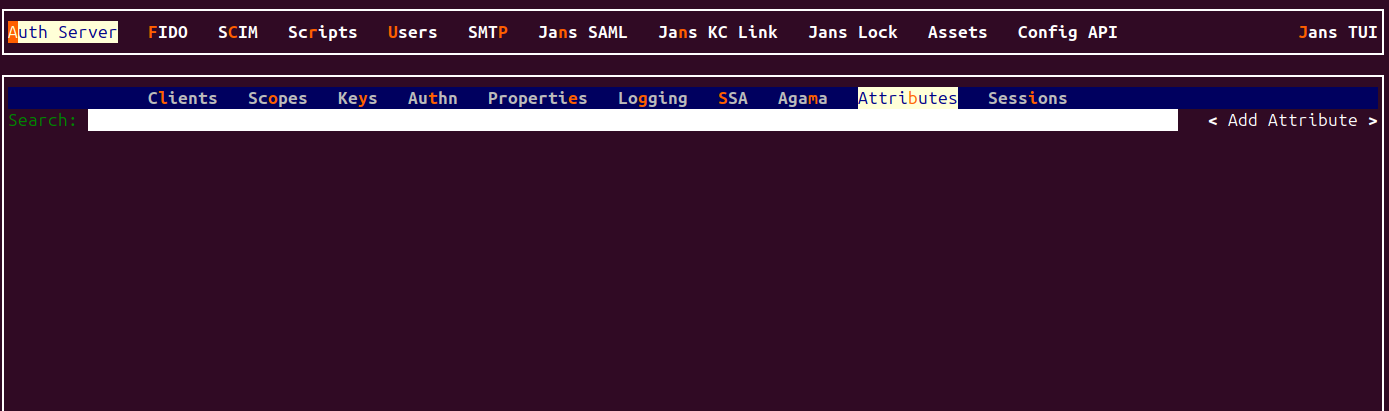 Auth Server FIDO SCIM Scripts Users SMTP Jans SAML Jans KC Link Jans Lock Assets Config API Jans TUI
Clients Scopes Keys Authn Properties Logging SSA Agama Attributes Sessions
Search: < Add Attribute >